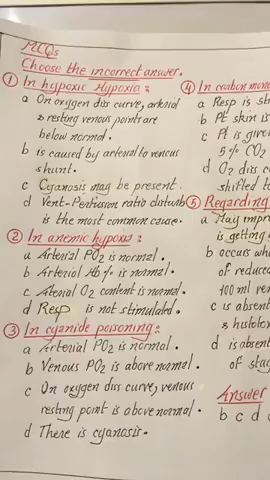 MCQs
Choose the incorrect answer.
① In hypoxic Hypoxia:
a On oxygen diss curve, arterial
& resting venous points are
below normal.
b is caused by arterial to venous
shunt.
c Cyanosis may be present.
d Vent-Perfusion ratio disturb
is the most common cause.
② In anemic hypoxia:
a Arterial PO2 is normal.
b Arterial Hb% is normal.
c Aterial O2 content is normal.
d Resp is not stimulated.
③ In cyanide poisoning:
a Arterial PO2 is normal.
b Venous PO2 is above normal.
c On oxygen diss curve, venous
resting point is above normal.
d There is cyanosis.
④ In carbon mono
a Resp is st
b Pt skin is
c Pt is give
5% CO2
d O2 diss c
shifted to
⑤ Regarding
a May impr
is getting
b occurs wh
of reduce
100 ml
c is absent
&
d is absent
of sta
Answer
b c d